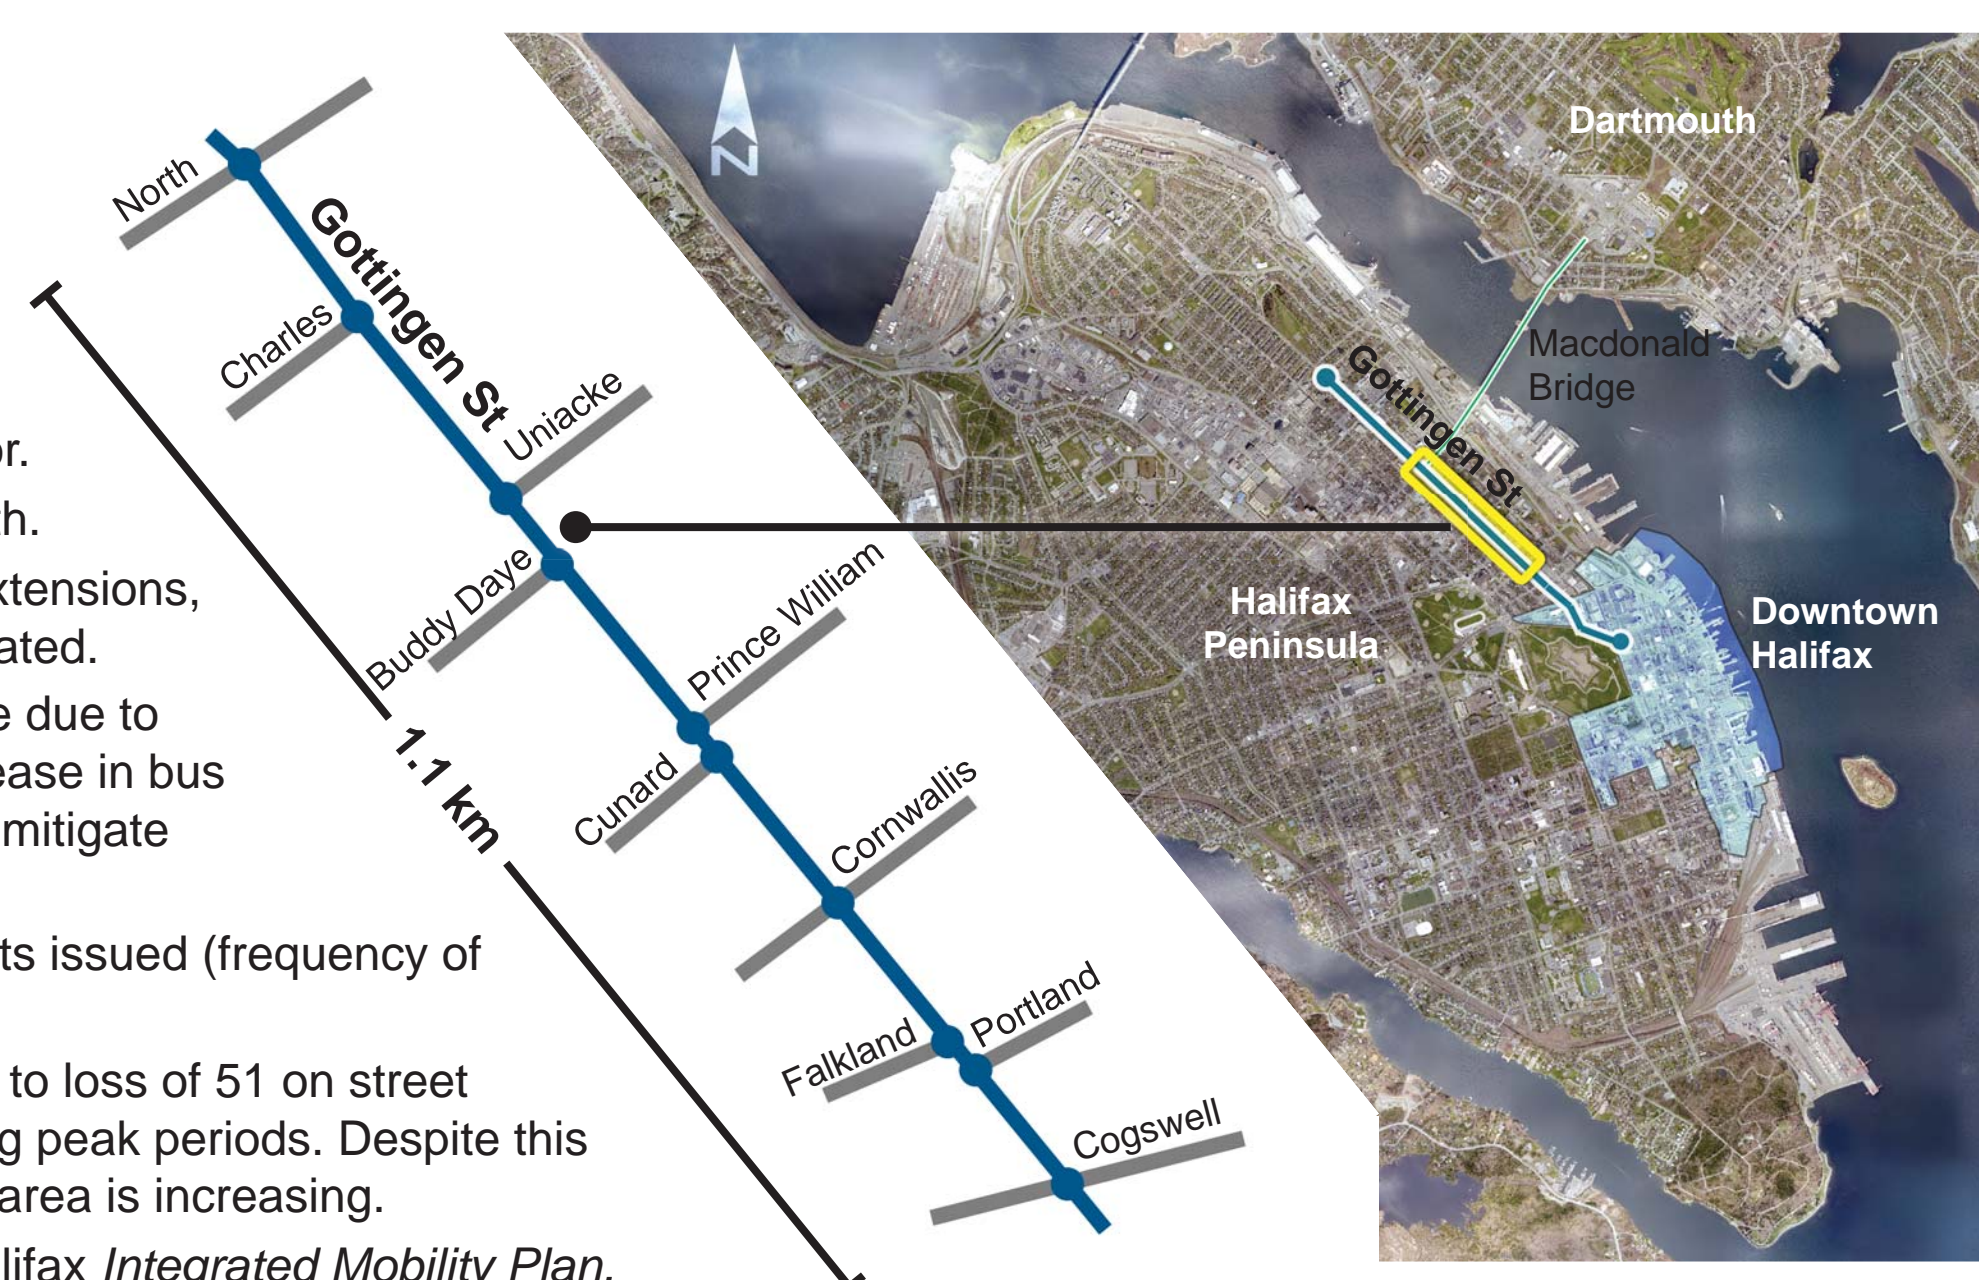 North
Gottingen St
Charles
Uniacke
Buddy Daye
Prince William
Cunard
Cornwallis
Falkland
Portland
Cogswell
1.1 km
or.
th.
xtensions,
ated.
e due to
ease in bus
mitigate
ts issued (frequency of
to loss of 51 on street
g peak periods. Despite this
area is increasing.
lifax Integrated Mobility Plan.
N
Dartmouth
Macdonald
Bridge
Gottingen St
Halifax
Peninsula
Downtown
Halifax